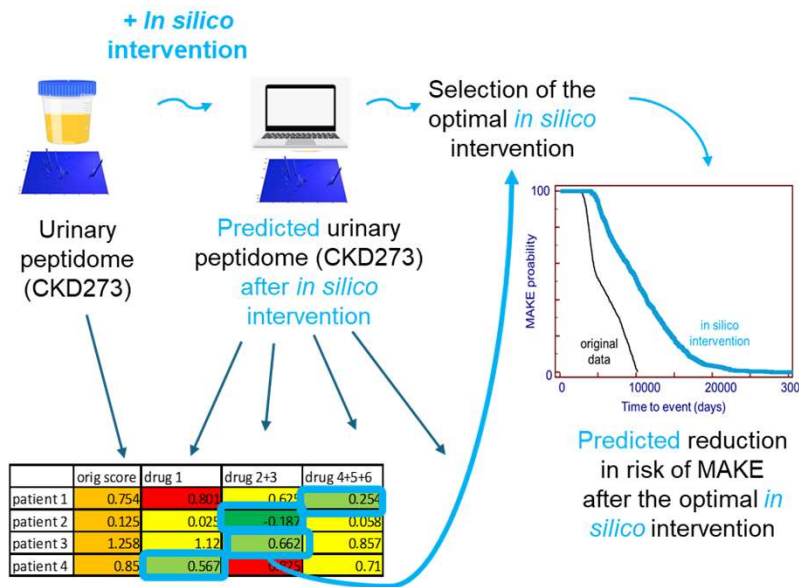 + In silico
intervention
Selection of the
optimal in silico
intervention
Urinary
peptidome
(CKD273)
Predicted urinary
peptidome (CKD273)
after in silico
intervention
100
MAKE proability
0
original
data
in silico
intervention
0 10000 20000 300
Time to event (days)
Predicted reduction
in risk of MAKE
after the optimal in
silico intervention
orig score drug 1 drug 2+3 drug 4+5+6
patient 1 0.754 0.801 0.625 0.254
patient 2 0.125 0.025 -0.187 0.058
patient 3 1.258 1.12 0.662 0.857
patient 4 0.85 0.567 0.71